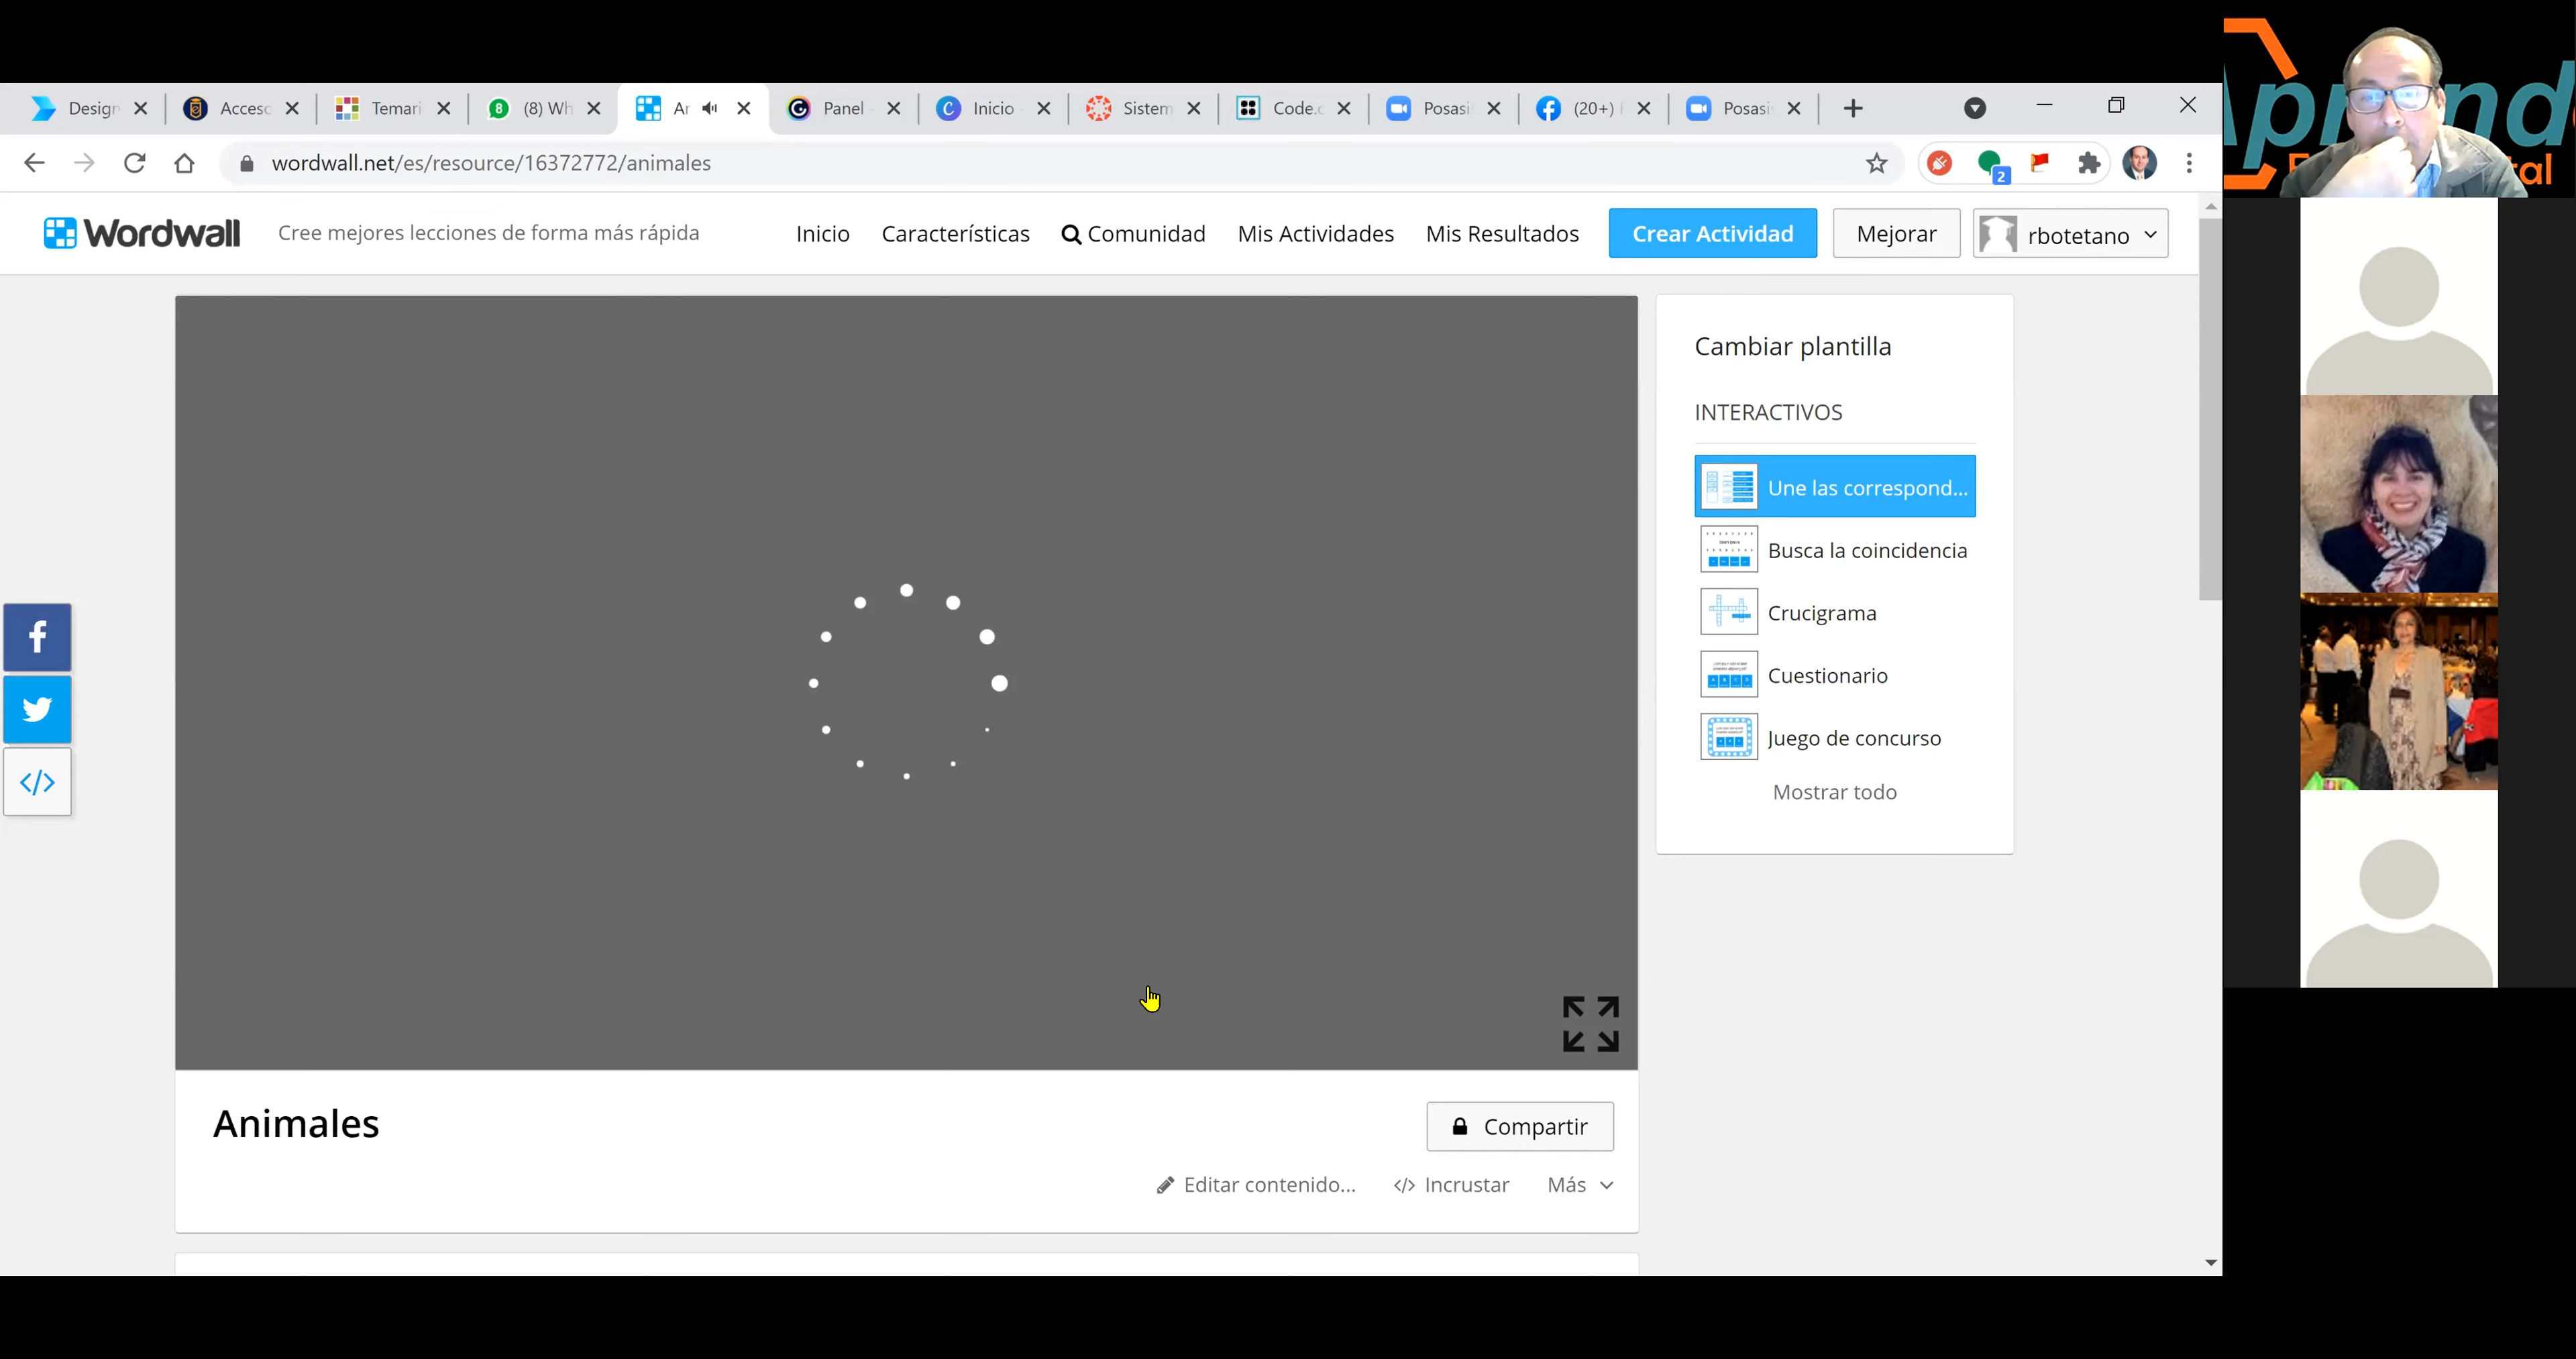 Design
Acceso
Temari
(8) Wh
Ar
Panel -
Inicio -
Sistem
Code.c
Posasi
(20+)
Posasi
wordwall.net/es/resource/16372772/animales
2
Wordwall
Cree mejores lecciones de forma más rápida
Inicio
Características
Comunidad
Mis Actividades
Mis Resultados
Crear Actividad
Mejorar
rbotetano
Cambiar plantilla
INTERACTIVOS
Une las correspond...
Busca la coincidencia
Crucigrama
Cuestionario
Juego de concurso
Mostrar todo
Animales
Compartir
Editar contenido...
Incrustar
Más